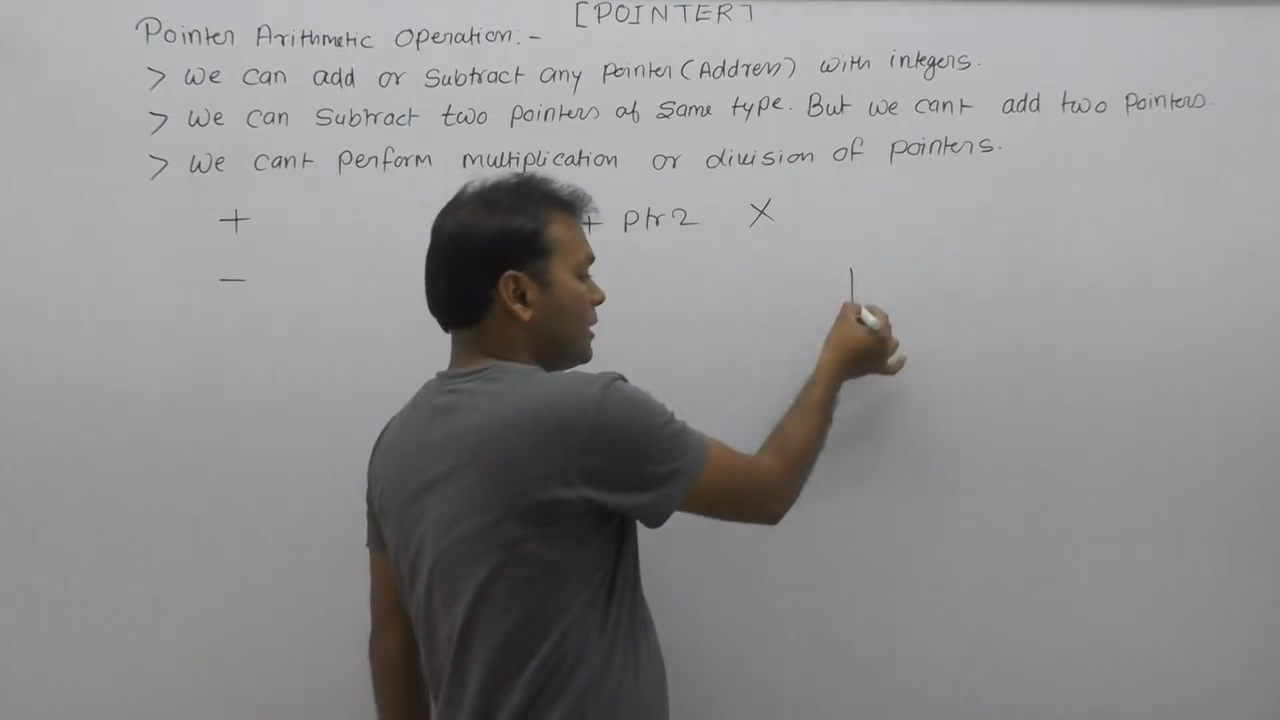 [POINTER]
Pointer Arithmetic Operation:-
> We can add or Subtract any Pointer (Address) with integers.
> We can Subtract two pointers of same type. But we cant add two Pointers.
> We cant perform multiplication or division of pointers.
+ + ptr2 X
-